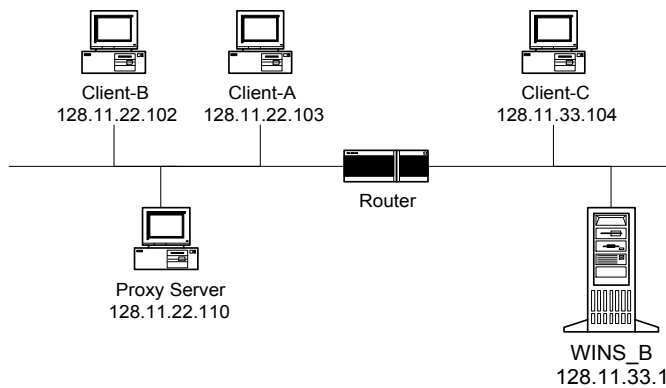 Client-B
128.11.22.102
Client-A
128.11.22.103
Client-C
128.11.33.104
Router
Proxy Server
128.11.22.110
WINS_B
128.11.33.1